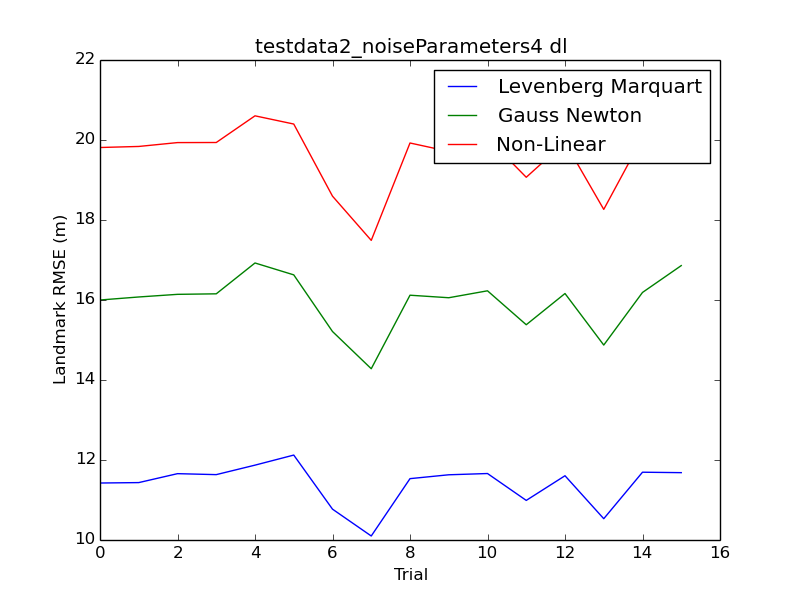 testdata2_noiseParameters4 dl
Levenberg Marquart
Gauss Newton
Non-Linear
Landmark RMSE (m)
22
20
18
16
14
12
10
0 2 4 6 8 10 12 14 16
Trial